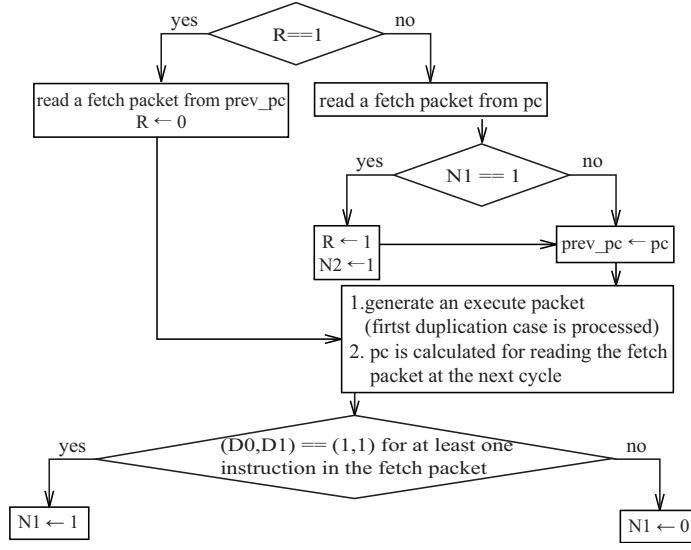 yes
R==1
no
read a fetch packet from prev_pc
R ← 0
read a fetch packet from pc
yes
N1 == 1
no
R ← 1
N2 ←1
prev_pc ← pc
1.generate an execute packet
(firtst duplication case is processed)
2. pc is calculated for reading the fetch
packet at the next cycle
yes
(D0,D1) == (1,1) for at least one
instruction in the fetch packet
no
N1 ← 1
N1 ← 0